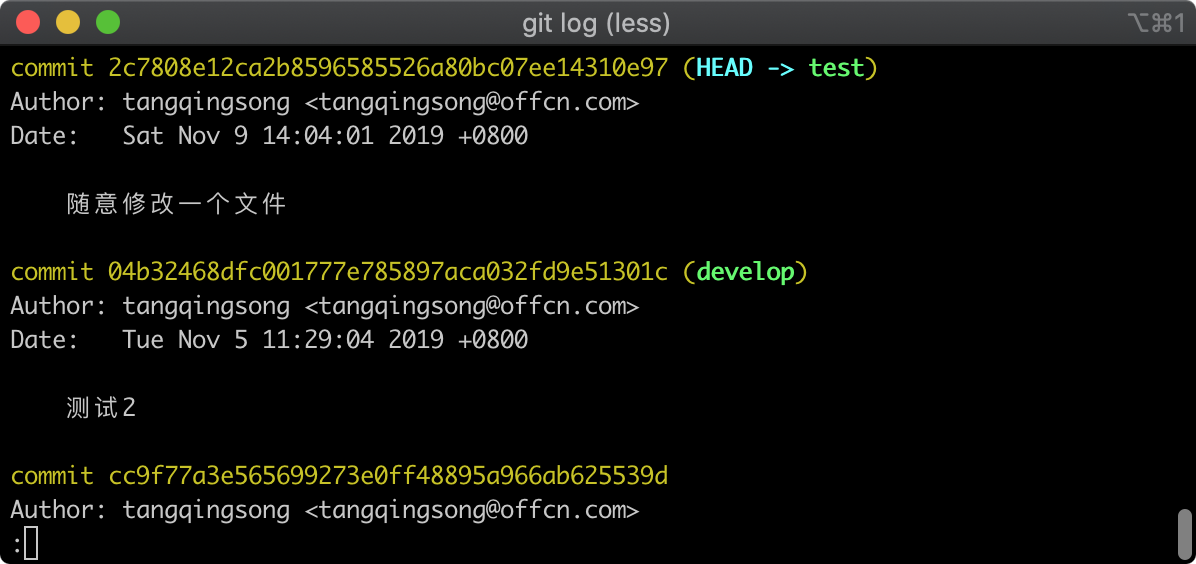 git log (less)
⌥⌘1
commit 2c7808e12ca2b8596585526a80bc07ee14310e97 (HEAD -> test)
Author: tangqingsong <tangqingsong@offcn.com>
Date:   Sat Nov 9 14:04:01 2019 +0800
随意修改一个文件
commit 04b32468dfc001777e785897aca032fd9e51301c (develop)
Author: tangqingsong <tangqingsong@offcn.com>
Date:   Tue Nov 5 11:29:04 2019 +0800
测试2
commit cc9f77a3e565699273e0ff48895a966ab625539d
Author: tangqingsong <tangqingsong@offcn.com>
: